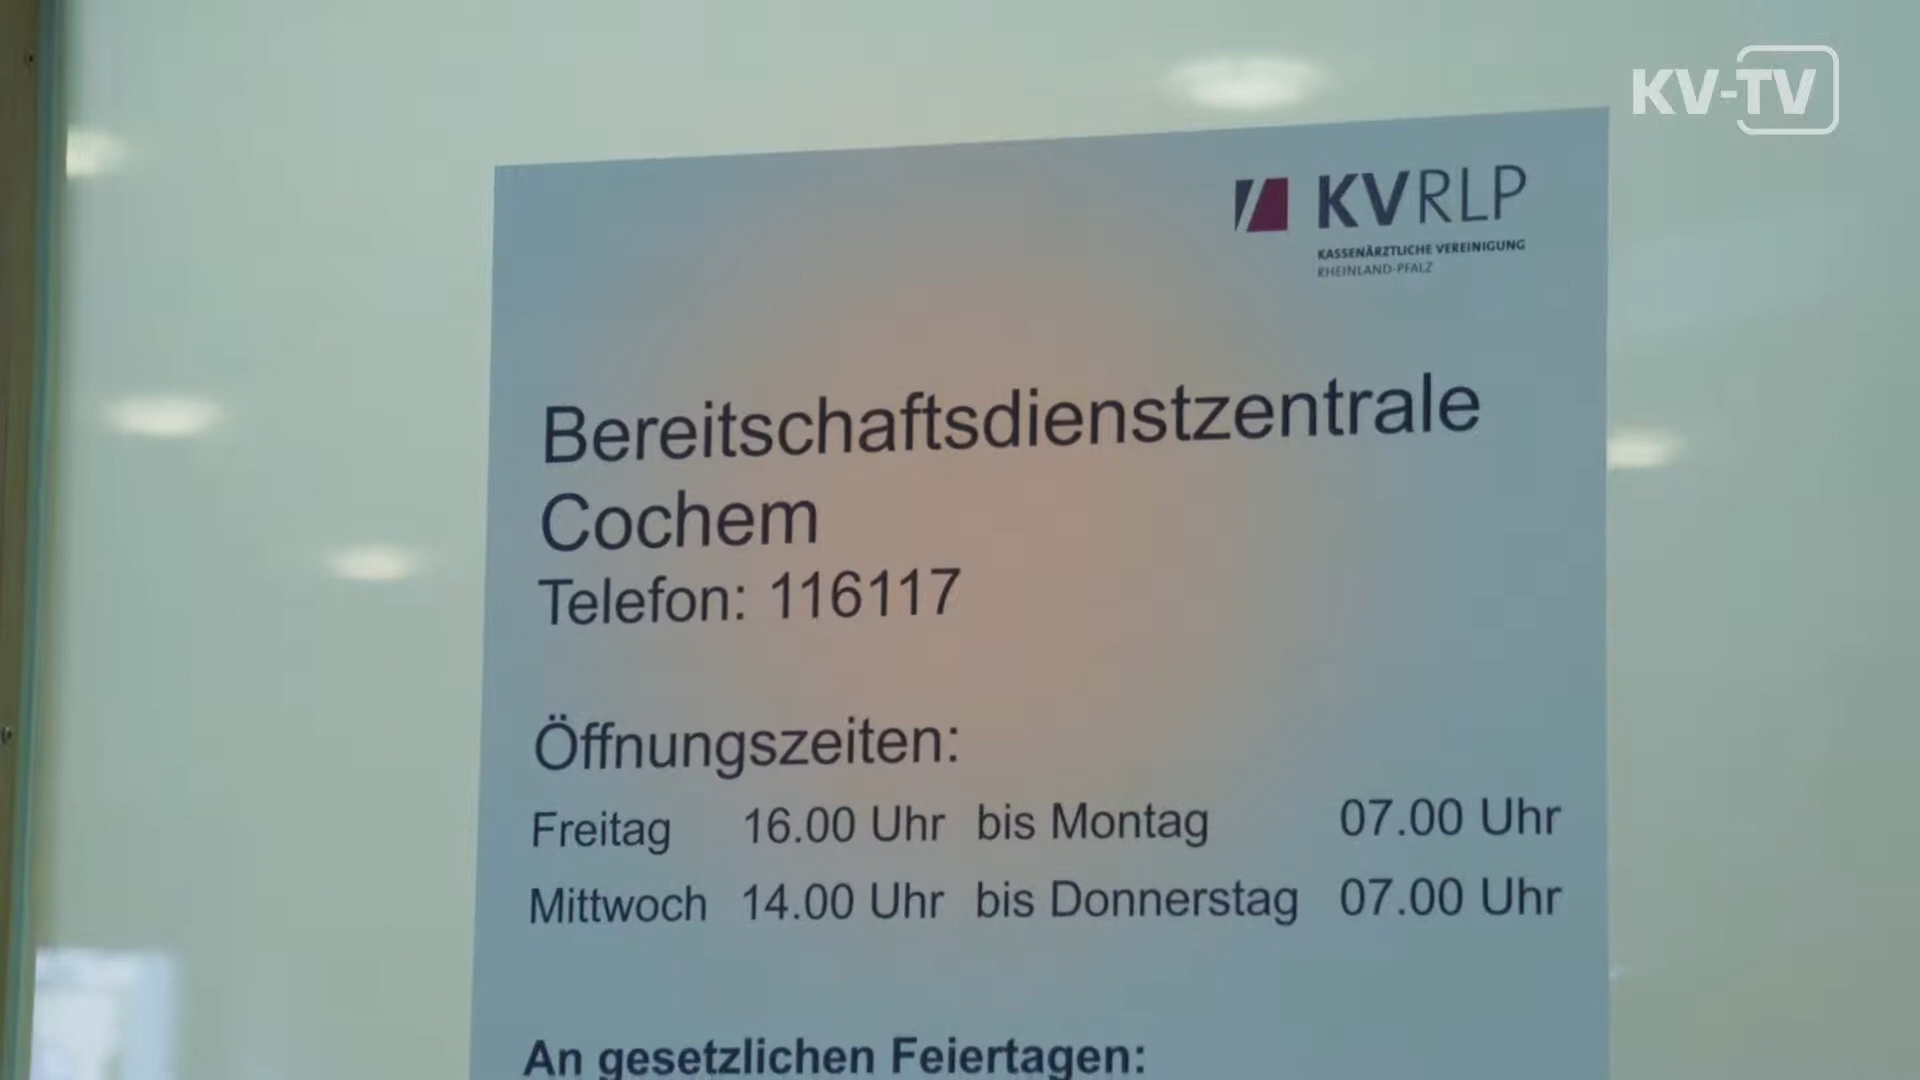 KV-TV
KVRLP
KASSENÄRZTLICHE VEREINIGUNG
RHEINLAND-PFALZ
Bereitschaftsdienstzentrale
Cochem
Telefon: 116117
Öffnungszeiten:
Freitag 16.00 Uhr bis Montag 07.00 Uhr
Mittwoch 14.00 Uhr bis Donnerstag 07.00 Uhr
An gesetzlichen Feiertagen: